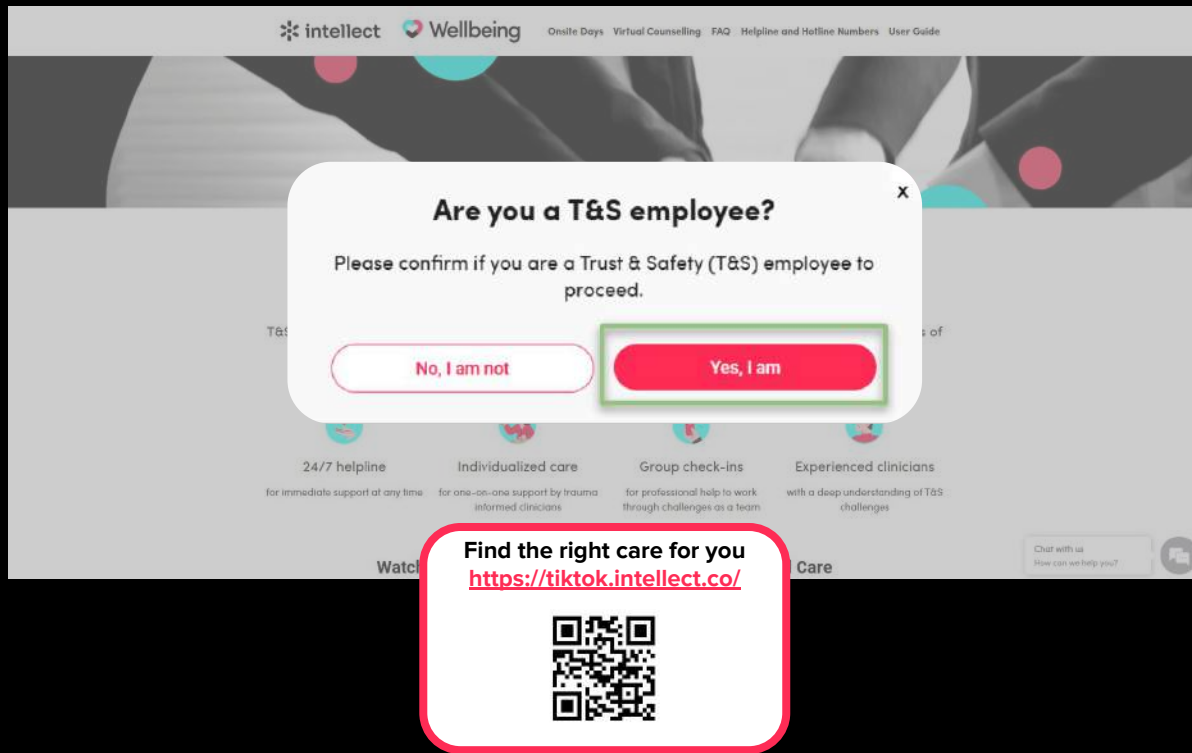 intellect Wellbeing Onsite Days Virtual Counselling FAQ Helpline and Hotline Numbers User Guide
x
Are you a T&S employee?
Please confirm if you are a Trust & Safety (T&S) employee to
proceed.
T&S
s of
No, I am not
Yes, I am
24/7 helpline
for immediate support at any time
Individualized care
for one-on-one support by trauma
informed clinicians
Group check-ins
for professional help to work
through challenges as a team
Experienced clinicians
with a deep understanding of T&S
challenges
Watch
Care
Chat with us
How can we help you?
Find the right care for you
https://tiktok.intellect.co/